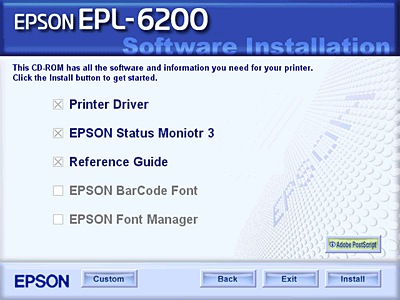 EPSON EPL-6200
Software Installation
This CD-ROM has all the software and information you need for your printer.
Click the Install button to get started.
Printer Driver
EPSON Status Moniotr 3
Reference Guide
EPSON BarCode Font
EPSON Font Manager
EPSON
Adobe PostScript
EPSON
Custom
Back
Exit
Install